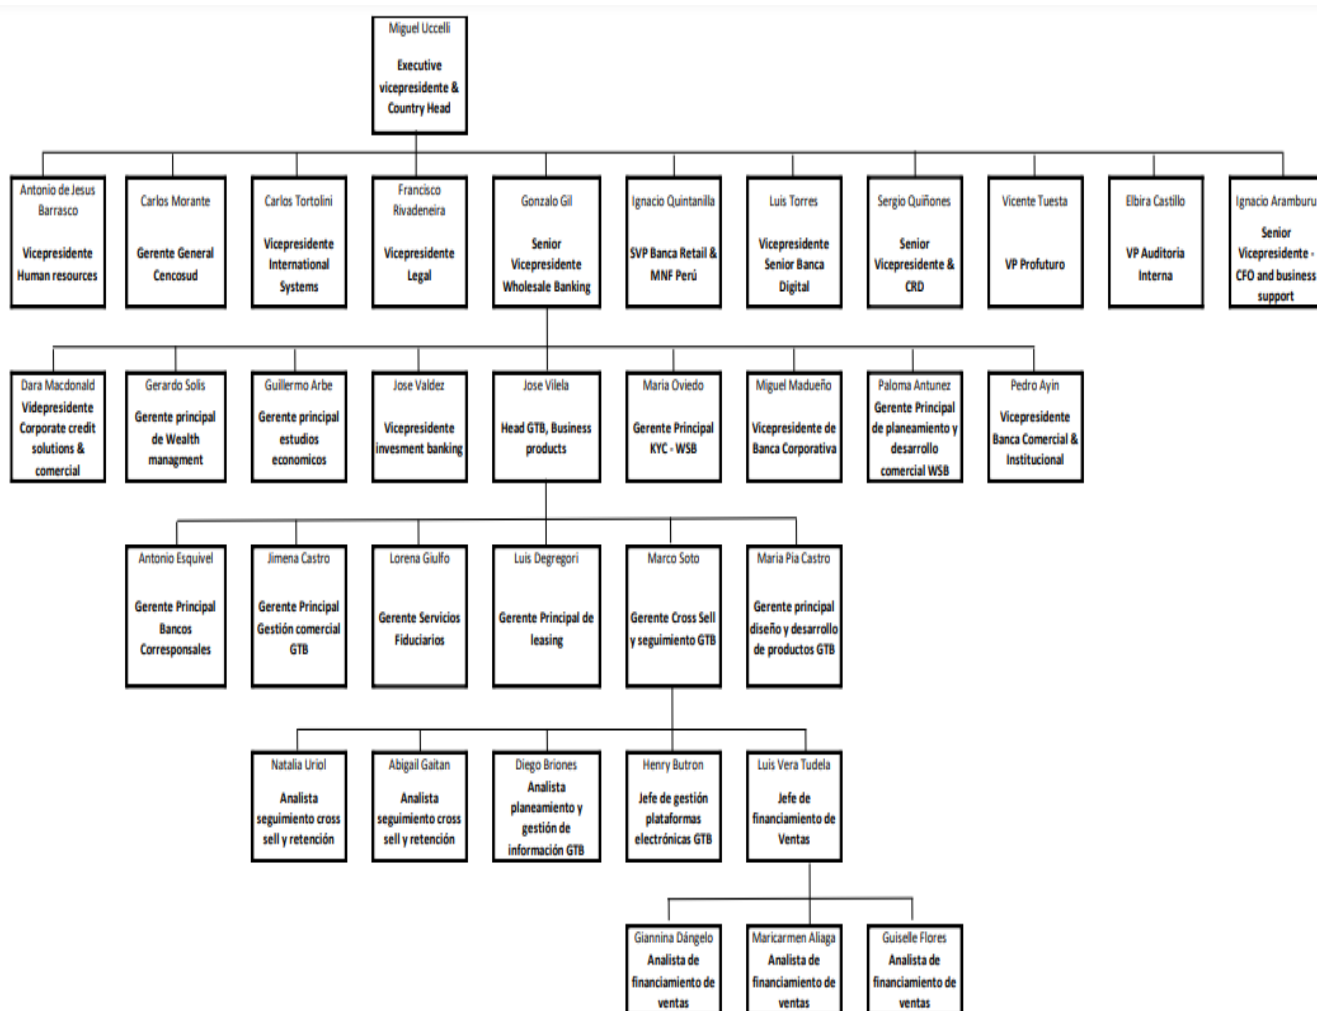 Miguel Uccelli
Executive
vicepresidente &
Country Head
Antonio de Jesus
Barrasco
Vicepresidente
Human resources
Carlos Morante
Gerente General
Cencosud
Carlos Tortolini
Vicepresidente
International
Systems
Francisco
Rivadeneira
Vicepresidente
Legal
Gonzalo Gil
Senior
Vicepresidente
Wholesale Banking
Ignacio Quintanilla
SVP Banca Retail &
MNF Perú
Luis Torres
Vicepresidente
Senior Banca
Digital
Sergio Quiñones
Senior
Vicepresidente &
CRD
Vicente Tuesta
VP Profuturo
Elbira Castillo
VP Auditoria
Interna
Ignacio Aramburu
Senior
Vicepresidente -
CFO and business
support
Dara Macdonald
Videpresidente
Corporate credit
solutions &
comercial
Gerardo Solis
Gerente principal
de Wealth
managment
Guillermo Arbe
Gerente principal
estudios
economicos
Jose Valdez
Vicepresidente
invesment banking
Jose Vilela
Head GTB, Business
products
Maria Oviedo
Gerente Principal
KYC - WSB
Miguel Madueño
Vicepresidente de
Banca Corporativa
Paloma Antunez
Gerente Principal
de planeamiento y
desarrollo
comercial WSB
Pedro Ayin
Vicepresidente
Banca Comercial &
Institucional
Antonio Esquivel
Gerente Principal
Bancos
Corresponsales
Jimena Castro
Gerente Principal
Gestión comercial
GTB
Lorena Giulfo
Gerente Servicios
Fiduciarios
Luis Degregori
Gerente Principal de
leasing
Marco Soto
Gerente Cross Sell
y seguimiento GTB
Maria Pia Castro
Gerente principal
diseño y desarrollo
de productos GTB
Natalia Uriol
Analista
seguimiento cross
sell y retención
Abigail Gaitan
Analista
seguimiento cross
sell y retención
Diego Briones
Analista
planeamiento y
gestión de
información GTB
Henry Butron
Jefe de gestión
plataformas
electrónicas GTB
Luis Vera Tudela
Jefe de
financiamiento de
Ventas
Giannina Dángelo
Analista de
financiamiento de
ventas
Maricarmen Aliaga
Analista de
financiamiento de
ventas
Guiselle Flores
Analista de
financiamiento de
ventas